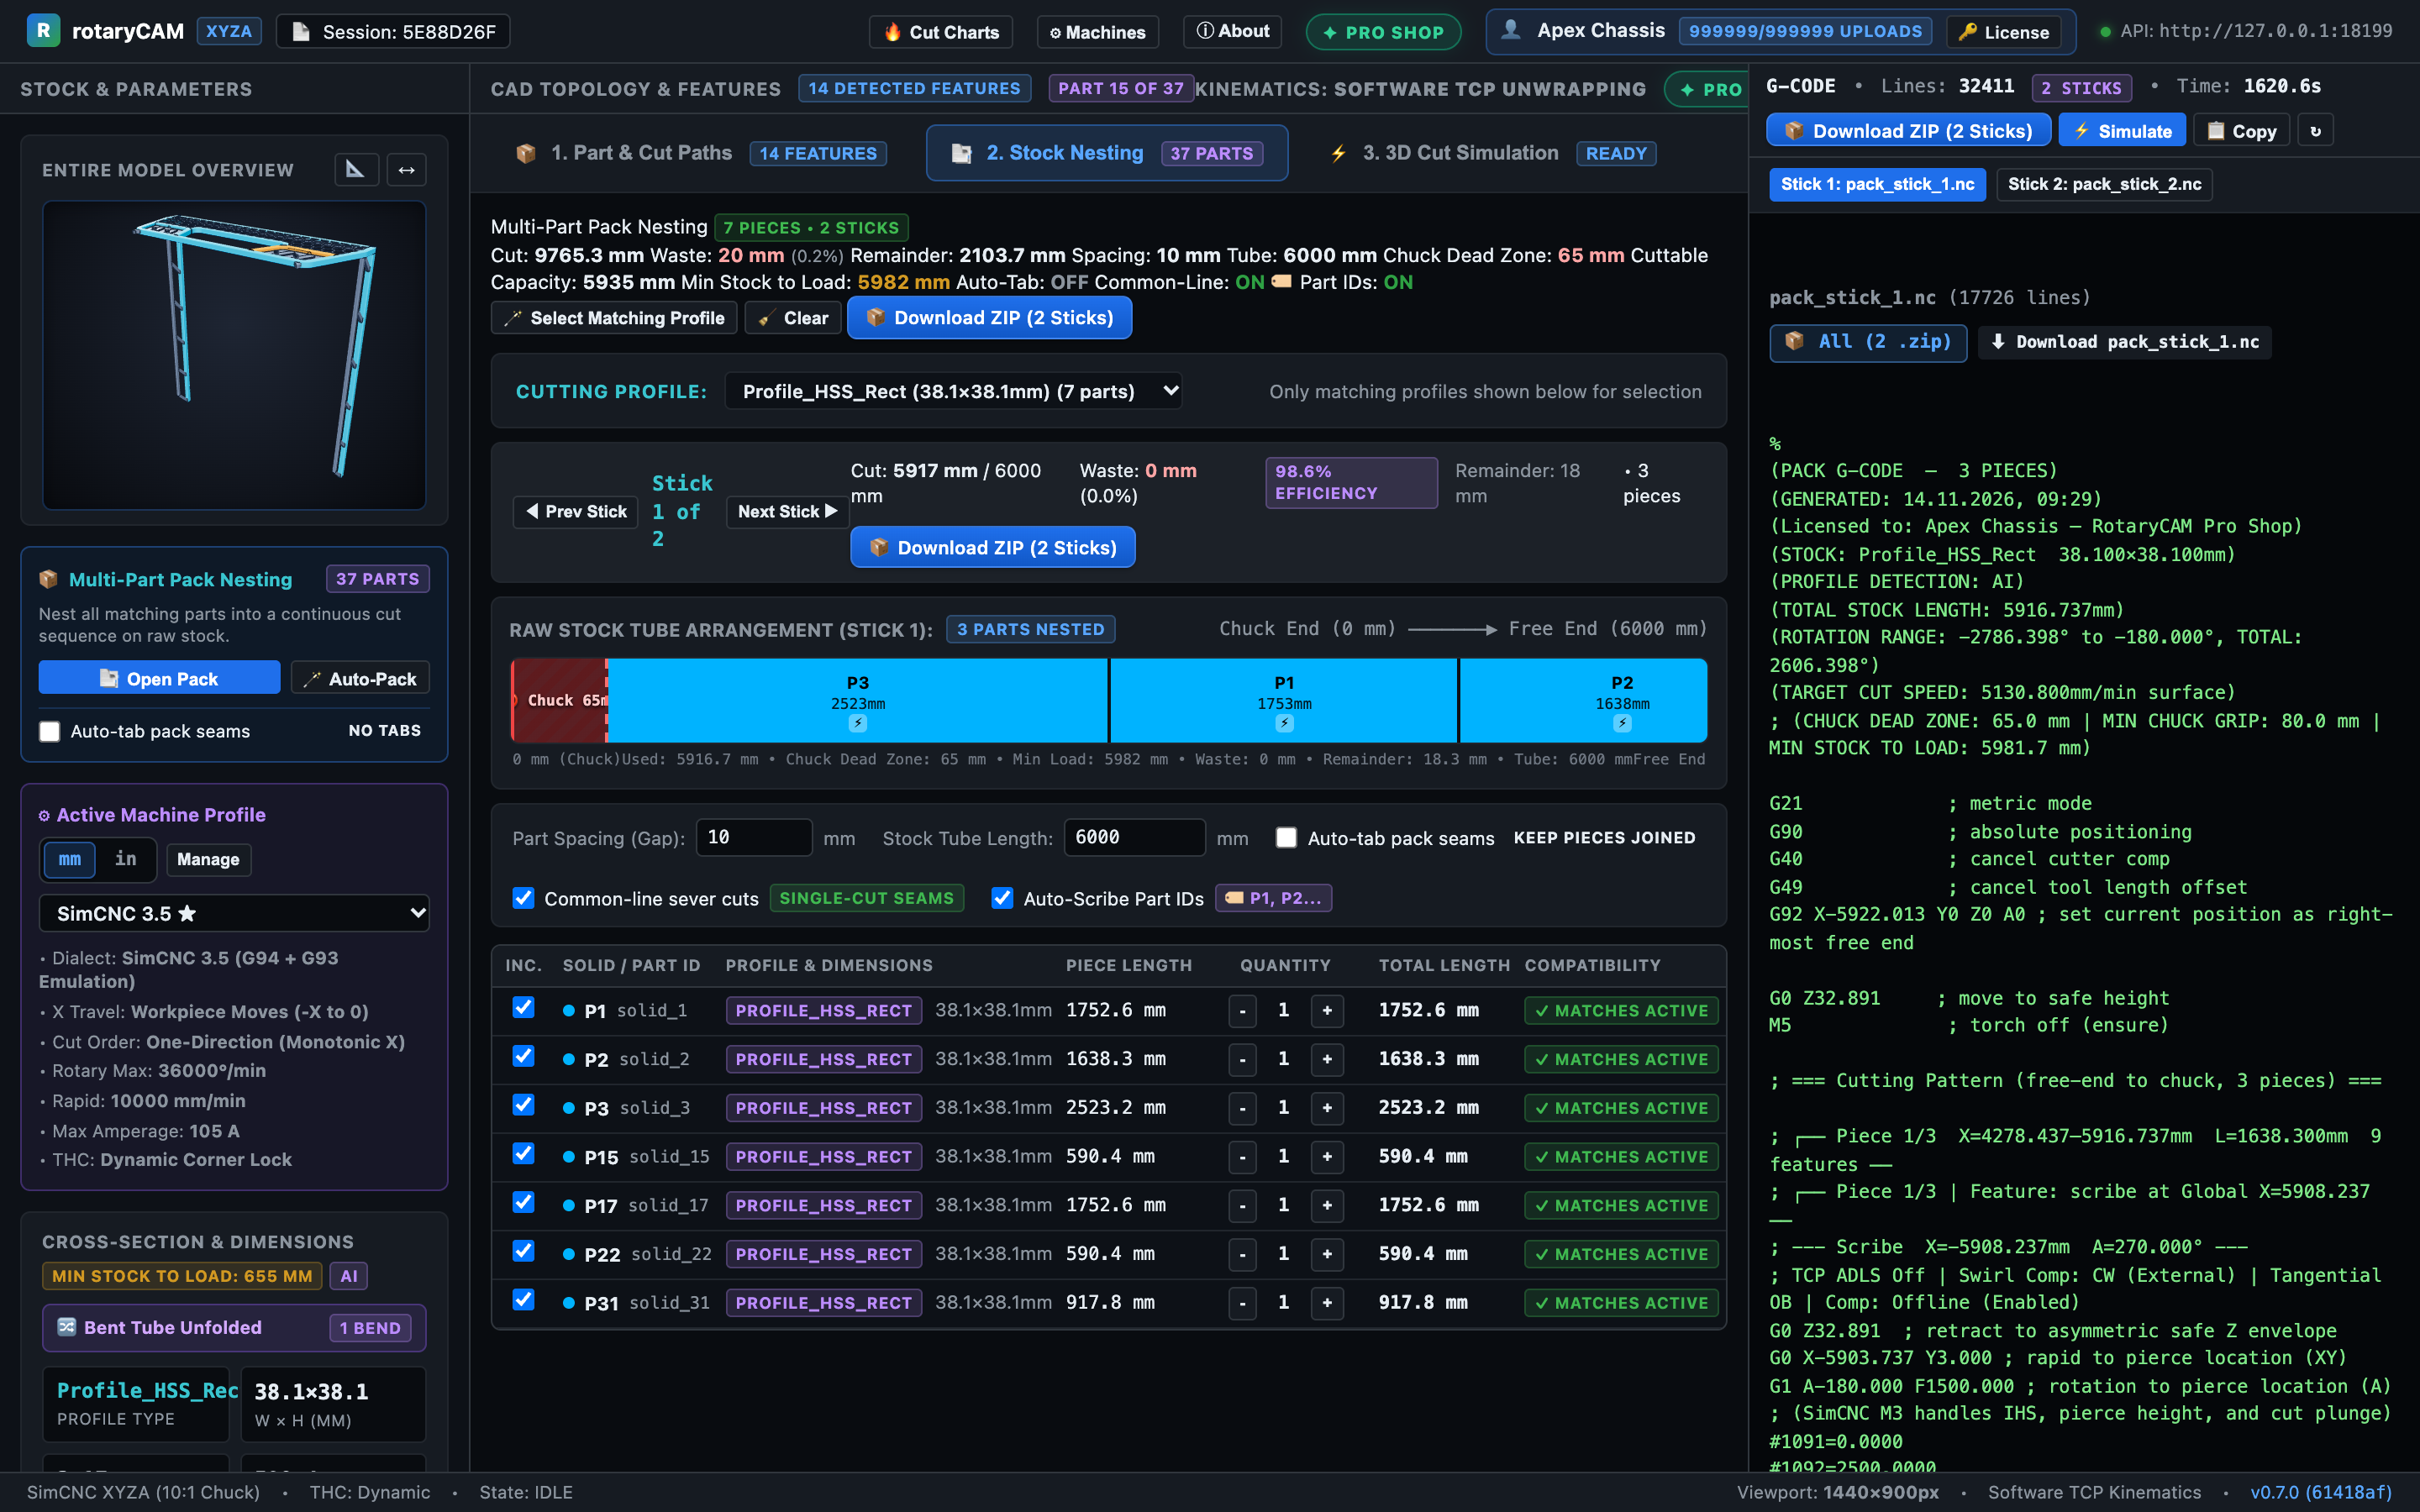 R rotaryCAM XYZA Session: 5E88D26F Cut Charts Machines About PRO SHOP Apex Chassis 999999/999999 UPLOADS License API: http://127.0.0.1:18199
STOCK & PARAMETERS
ENTIRE MODEL OVERVIEW
Multi-Part Pack Nesting 37 PARTS
Nest all matching parts into a continuous cut
sequence on raw stock.
Open Pack Auto-Pack
Auto-tab pack seams NO TABS
Active Machine Profile
mm in Manage
SimCNC 3.5 ★
• Dialect: SimCNC 3.5 (G94 + G93
Emulation)
• X Travel: Workpiece Moves (-X to 0)
• Cut Order: One-Direction (Monotonic X)
• Rotary Max: 36000°/min
• Rapid: 10000 mm/min
• Max Amperage: 105 A
• THC: Dynamic Corner Lock
CROSS-SECTION & DIMENSIONS
MIN STOCK TO LOAD: 655 MM AI
Bent Tube Unfolded 1 BEND
Profile_HSS_Rec 38.1×38.1
PROFILE TYPE W × H (MM)
CAD TOPOLOGY & FEATURES 14 DETECTED FEATURES PART 15 OF 37 KINEMATICS: SOFTWARE TCP UNWRAPPING ✦ PRO
1. Part & Cut Paths 14 FEATURES 2. Stock Nesting 37 PARTS 3. 3D Cut Simulation READY
Multi-Part Pack Nesting 7 PIECES • 2 STICKS
Cut: 9765.3 mm Waste: 20 mm (0.2%) Remainder: 2103.7 mm Spacing: 10 mm Tube: 6000 mm Chuck Dead Zone: 65 mm Cuttable
Capacity: 5935 mm Min Stock to Load: 5982 mm Auto-Tab: OFF Common-Line: ON Part IDs: ON
Select Matching Profile Clear Download ZIP (2 Sticks)
CUTTING PROFILE: Profile_HSS_Rect (38.1×38.1mm) (7 parts) Only matching profiles shown below for selection
◀ Prev Stick Stick 1 of 2 Next Stick ▶
Cut: 5917 mm / 6000 mm Waste: 0 mm (0.0%) 98.6% EFFICIENCY Remainder: 18 mm • 3 pieces
Download ZIP (2 Sticks)
RAW STOCK TUBE ARRANGEMENT (STICK 1): 3 PARTS NESTED Chuck End (0 mm) ⟶ Free End (6000 mm)
Chuck 65m
P3
2523mm
P1
1753mm
P2
1638mm
0 mm (Chuck)Used: 5916.7 mm • Chuck Dead Zone: 65 mm • Min Load: 5982 mm • Waste: 0 mm • Remainder: 18.3 mm • Tube: 6000 mmFree End
Part Spacing (Gap): 10 mm Stock Tube Length: 6000 mm Auto-tab pack seams KEEP PIECES JOINED
Common-line sever cuts SINGLE-CUT SEAMS Auto-Scribe Part IDs P1, P2...
INC. SOLID / PART ID PROFILE & DIMENSIONS PIECE LENGTH QUANTITY TOTAL LENGTH COMPATIBILITY
P1 solid_1 PROFILE_HSS_RECT 38.1×38.1mm 1752.6 mm - 1 + 1752.6 mm ✓ MATCHES ACTIVE
P2 solid_2 PROFILE_HSS_RECT 38.1×38.1mm 1638.3 mm - 1 + 1638.3 mm ✓ MATCHES ACTIVE
P3 solid_3 PROFILE_HSS_RECT 38.1×38.1mm 2523.2 mm - 1 + 2523.2 mm ✓ MATCHES ACTIVE
P15 solid_15 PROFILE_HSS_RECT 38.1×38.1mm 590.4 mm - 1 + 590.4 mm ✓ MATCHES ACTIVE
P17 solid_17 PROFILE_HSS_RECT 38.1×38.1mm 1752.6 mm - 1 + 1752.6 mm ✓ MATCHES ACTIVE
P22 solid_22 PROFILE_HSS_RECT 38.1×38.1mm 590.4 mm - 1 + 590.4 mm ✓ MATCHES ACTIVE
P31 solid_31 PROFILE_HSS_RECT 38.1×38.1mm 917.8 mm - 1 + 917.8 mm ✓ MATCHES ACTIVE
G-CODE • Lines: 32411 2 STICKS • Time: 1620.6s
Download ZIP (2 Sticks) Simulate Copy ↻
Stick 1: pack_stick_1.nc Stick 2: pack_stick_2.nc
pack_stick_1.nc (17726 lines)
All (2 .zip) Download pack_stick_1.nc
%
(PACK G-CODE — 3 PIECES)
(GENERATED: 14.11.2026, 09:29)
(Licensed to: Apex Chassis — RotaryCAM Pro Shop)
(STOCK: Profile_HSS_Rect 38.100×38.100mm)
(PROFILE DETECTION: AI)
(TOTAL STOCK LENGTH: 5916.737mm)
(ROTATION RANGE: -2786.398° to -180.000°, TOTAL:
2606.398°)
(TARGET CUT SPEED: 5130.800mm/min surface)
; (CHUCK DEAD ZONE: 65.0 mm | MIN CHUCK GRIP: 80.0 mm |
MIN STOCK TO LOAD: 5981.7 mm)
G21 ; metric mode
G90 ; absolute positioning
G40 ; cancel cutter comp
G49 ; cancel tool length offset
G92 X-5922.013 Y0 Z0 A0 ; set current position as right-
most free end
G0 Z32.891 ; move to safe height
M5 ; torch off (ensure)
; === Cutting Pattern (free-end to chuck, 3 pieces) ===
; ┌── Piece 1/3 X=4278.437–5916.737mm L=1638.300mm 9
features ──
; ┌── Piece 1/3 | Feature: scribe at Global X=5908.237
──
; --- Scribe X=-5908.237mm A=270.000° ---
; TCP ADLS Off | Swirl Comp: CW (External) | Tangential
OB | Comp: Offline (Enabled)
G0 Z32.891 ; retract to asymmetric safe Z envelope
G0 X-5903.737 Y3.000 ; rapid to pierce location (XY)
G1 A-180.000 F1500.000 ; rotation to pierce location (A)
; (SimCNC M3 handles IHS, pierce height, and cut plunge)
#1091=0.0000
#1092=2500.0000
SimCNC XYZA (10:1 Chuck) • THC: Dynamic • State: IDLE Viewport: 1440×900px • Software TCP Kinematics • v0.7.0 (61418af)